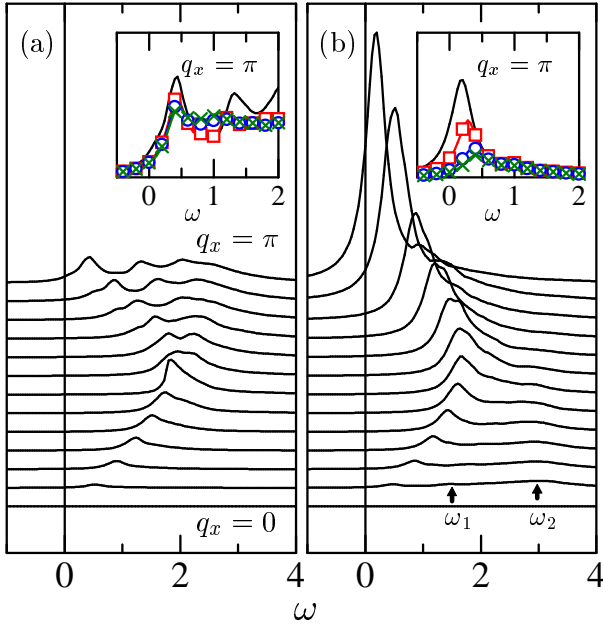 (a)
q_x = π
0 1 2
ω
q_x = π
q_x = 0
0 2 4
(b)
q_x = π
0 1 2
ω
ω_1 ω_2
0 2 4
ω